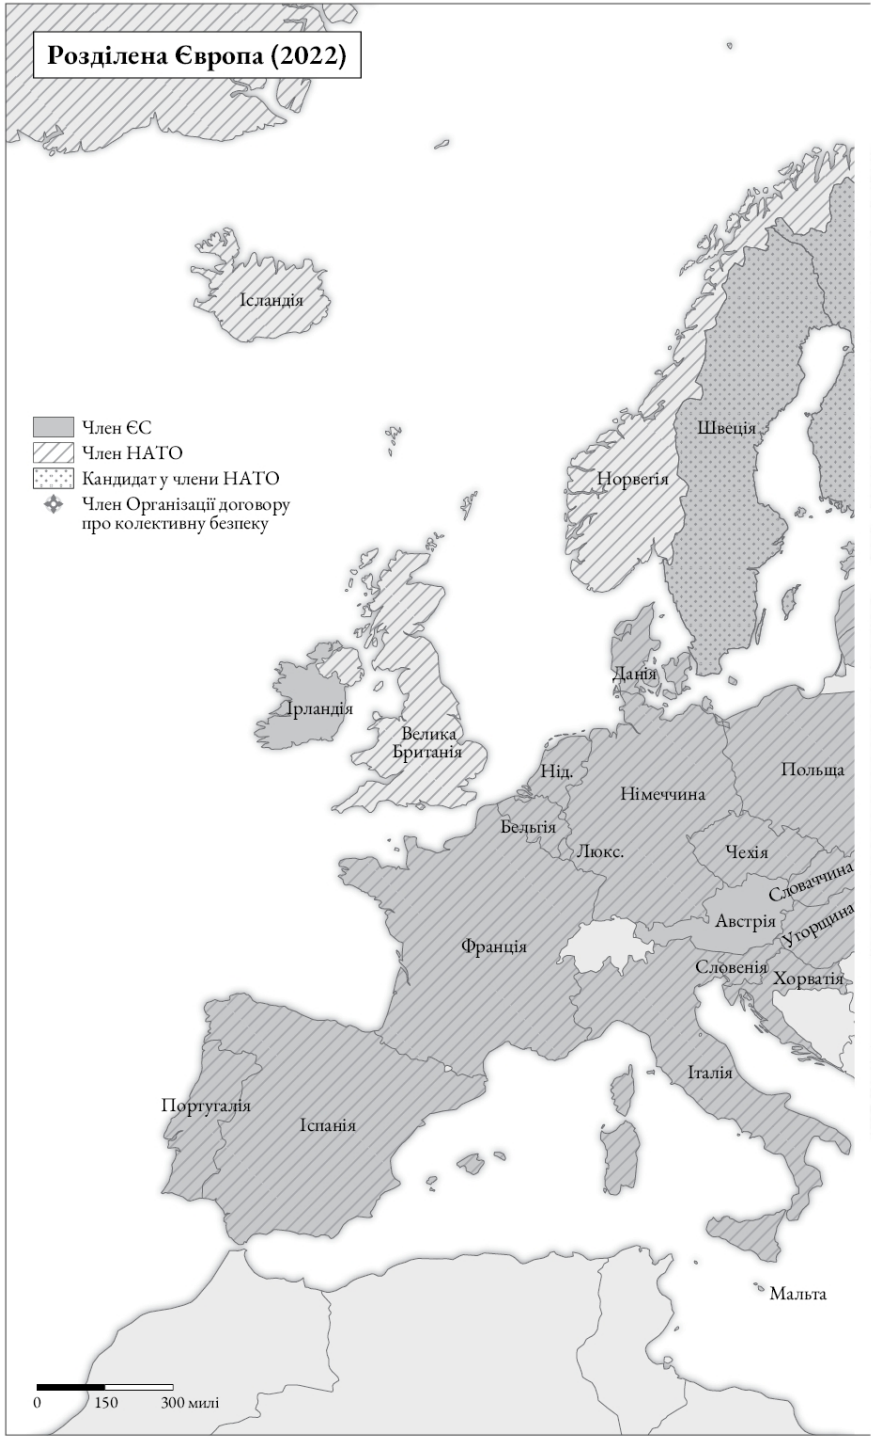 Розділена Європа (2022)
Ісландія
Член ЄС
Член НАТО
Кандидат у члени НАТО
Член Організації договору
про колективну безпеку
Швеція
Норвегія
Данія
Ірландія
Велика
Британія
Нід.
Польща
Німеччина
Бельгія
Люкс.
Чехія
Словаччина
Австрія
Угорщина
Франція
Словенія
Хорватія
Італія
Португалія
Іспанія
Мальта
0 150 300 милі